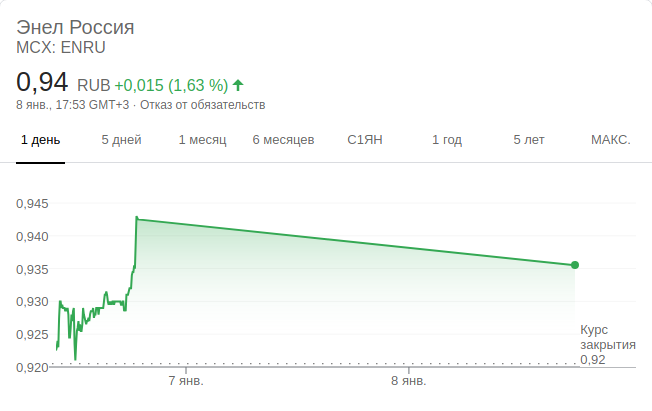 Энел Россия
MCX: ENRU
0,94 RUB +0,015 (1,63 %)
8 янв., 17:53 GMT+3 · Отказ от обязательств
1 день 5 дней 1 месяц 6 месяцев С1ЯН 1 год 5 лет МАКС.
0,945
0,940
0,935
0,930
0,925
0,920
Курс
закрытия
0,92
7 янв. 8 янв.